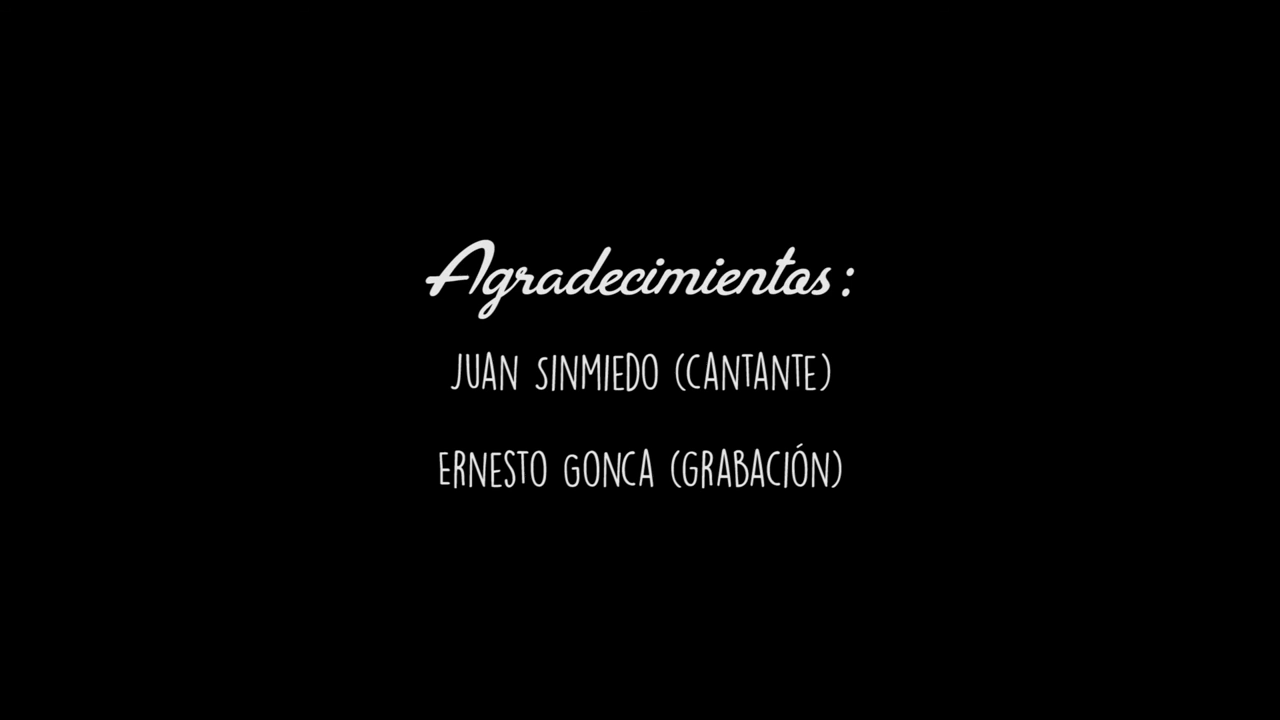 Agradecimientos:
JUAN SINMIEDO (CANTANTE)
ERNESTO GONCA (GRABACIÓN)